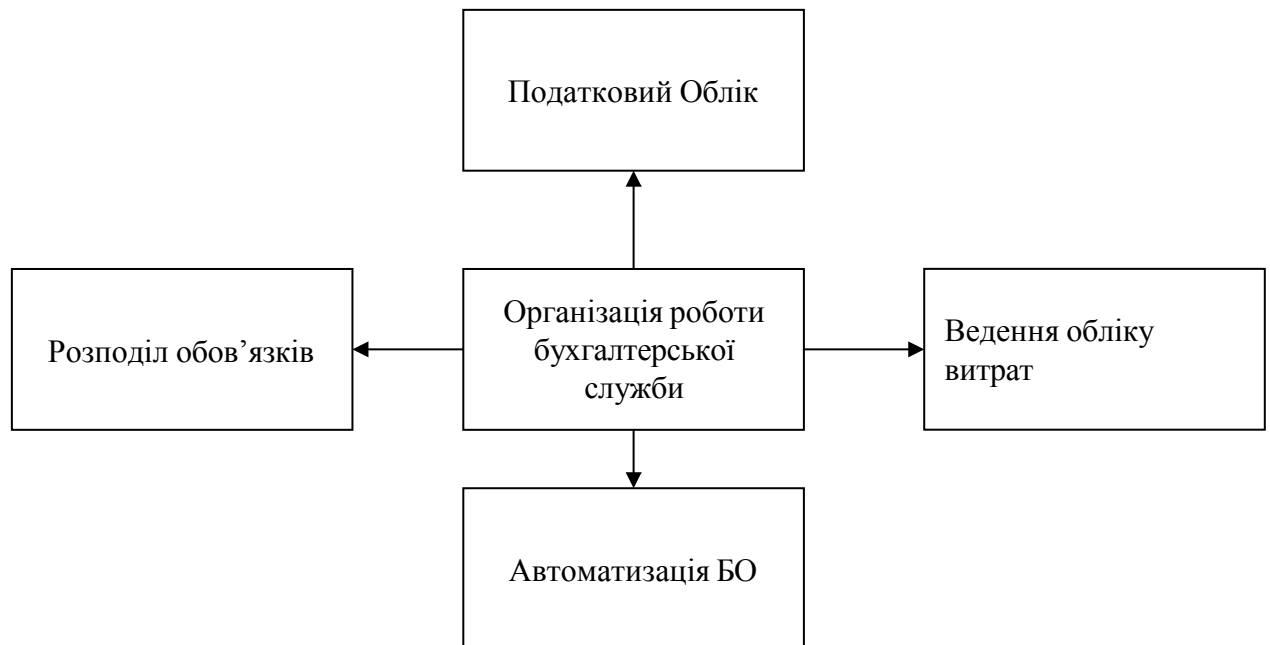 Податковий Облік
Розподіл обов’язків
Організація роботи
бухгалтерської
служби
Ведення обліку
витрат
Автоматизація БО